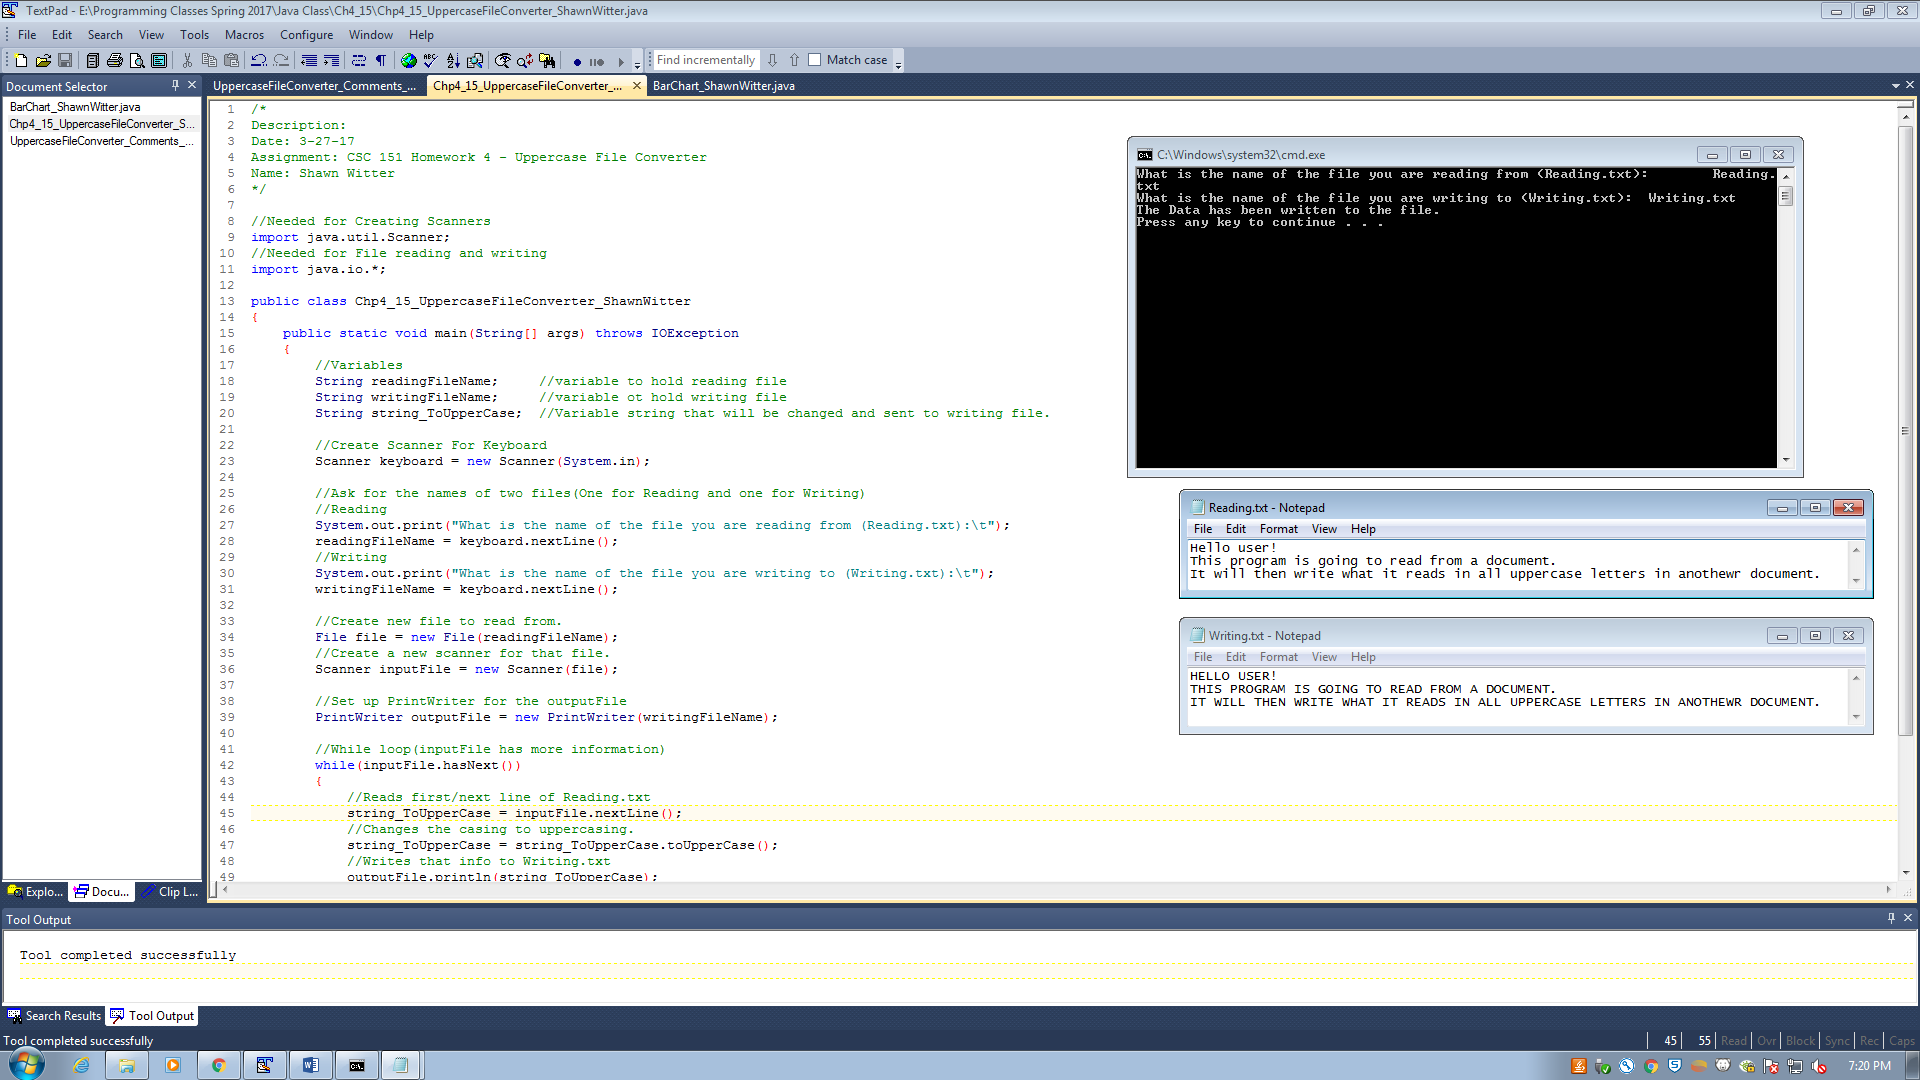 TextPad - E:\Programming Classes Spring 2017\Java Class\Ch4_15\Chp4_15_UppercaseFileConverter_ShawnWitter.java
File Edit Search View Tools Macros Configure Window Help
Find incrementally Match case
Document Selector
BarChart_ShawnWitter.java
Chp4_15_UppercaseFileConverter_S...
UppercaseFileConverter_Comments_...
Explo... Docu... Clip L...
UppercaseFileConverter_Comments_... Chp4_15_UppercaseFileConverter_... BarChart_ShawnWitter.java
1 /*
2 Description:
3 Date: 3-27-17
4 Assignment: CSC 151 Homework 4 - Uppercase File Converter
5 Name: Shawn Witter
6 */
7
8 //Needed for Creating Scanners
9 import java.util.Scanner;
10 //Needed for File reading and writing
11 import java.io.*;
12
13 public class Chp4_15_UppercaseFileConverter_ShawnWitter
14 {
15 public static void main(String[] args) throws IOException
16 {
17 //Variables
18 String readingFileName; //variable to hold reading file
19 String writingFileName; //variable ot hold writing file
20 String string_ToUpperCase; //Variable string that will be changed and sent to writing file.
21
22 //Create Scanner For Keyboard
23 Scanner keyboard = new Scanner(System.in);
24
25 //Ask for the names of two files(One for Reading and one for Writing)
26 //Reading
27 System.out.print("What is the name of the file you are reading from (Reading.txt):\t");
28 readingFileName = keyboard.nextLine();
29 //Writing
30 System.out.print("What is the name of the file you are writing to (Writing.txt):\t");
31 writingFileName = keyboard.nextLine();
32
33 //Create new file to read from.
34 File file = new File(readingFileName);
35 //Create a new scanner for that file.
36 Scanner inputFile = new Scanner(file);
37
38 //Set up PrintWriter for the outputFile
39 PrintWriter outputFile = new PrintWriter(writingFileName);
40
41 //While loop(inputFile has more information)
42 while(inputFile.hasNext())
43 {
44 //Reads first/next line of Reading.txt
45 string_ToUpperCase = inputFile.nextLine();
46 //Changes the casing to uppercasing.
47 string_ToUpperCase = string_ToUpperCase.toUpperCase();
48 //Writes that info to Writing.txt
49 outputFile.println(string_ToUpperCase);
C:\Windows\system32\cmd.exe
What is the name of the file you are reading from (Reading.txt): Reading.
txt
What is the name of the file you are writing to (Writing.txt): Writing.txt
The Data has been written to the file.
Press any key to continue . . .
Reading.txt - Notepad
File Edit Format View Help
Hello user!
This program is going to read from a document.
It will then write what it reads in all uppercase letters in anothewr document.
Writing.txt - Notepad
File Edit Format View Help
HELLO USER!
THIS PROGRAM IS GOING TO READ FROM A DOCUMENT.
IT WILL THEN WRITE WHAT IT READS IN ALL UPPERCASE LETTERS IN ANOTHEWR DOCUMENT.
Tool Output
Tool completed successfully
Search Results Tool Output
Tool completed successfully 45 55 Read Ovr Block Sync Rec Caps
7:20 PM